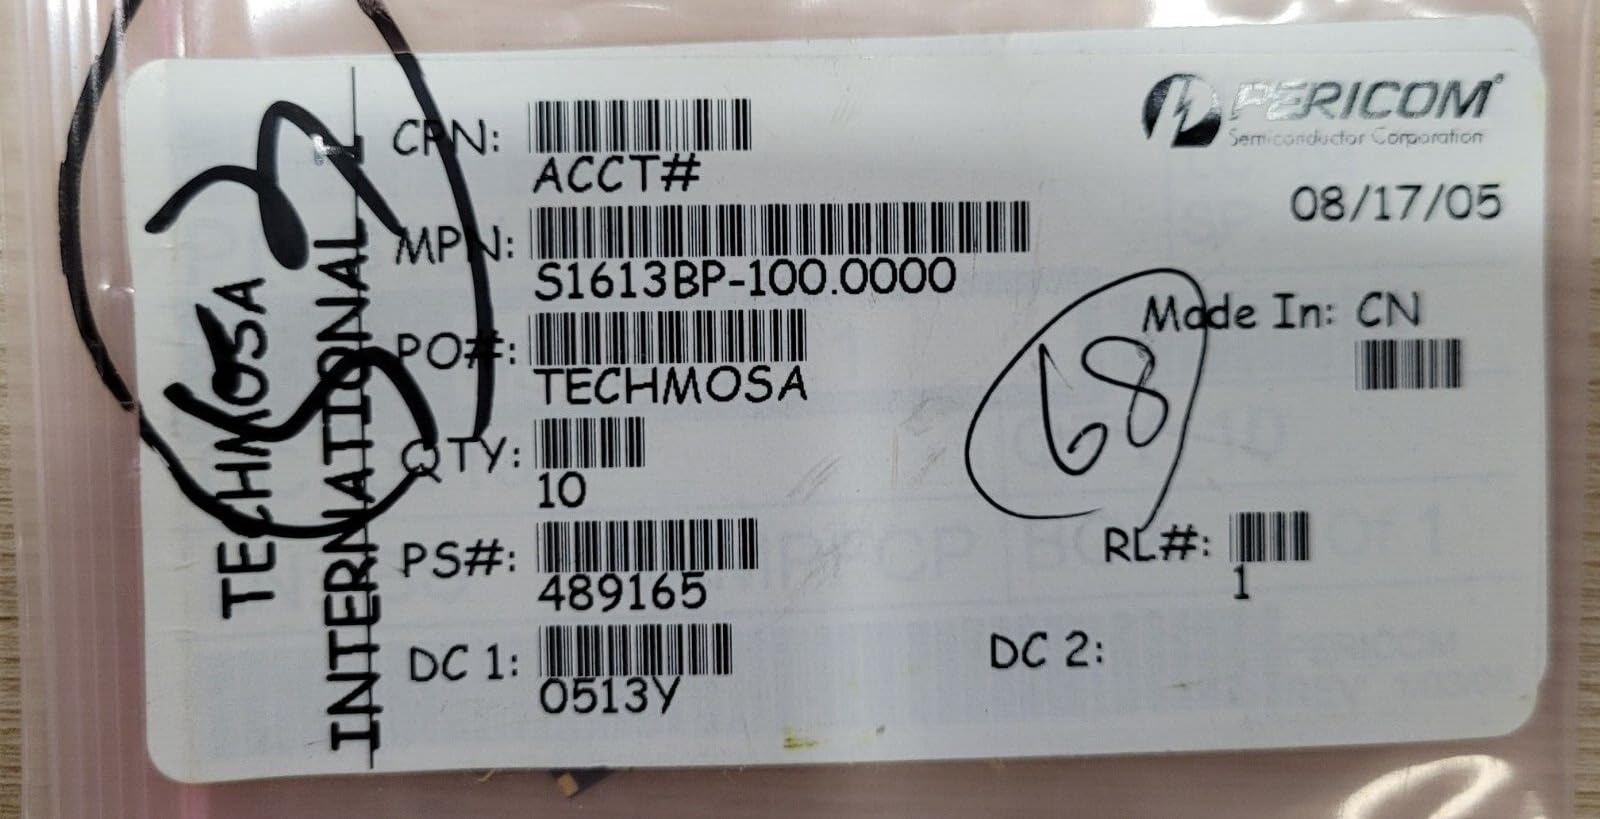 PERICOM
Semiconductor Corporation
08/17/05
CPN:
ACCT#
MPN:
S1613BP-100.0000
PO#:
TECHMOSA
QTY:
10
PS#:
489165
DC 1:
0513Y
Made In: CN
68
RL#:
1
DC 2:
TECHMOSA
INTERNATIONAL